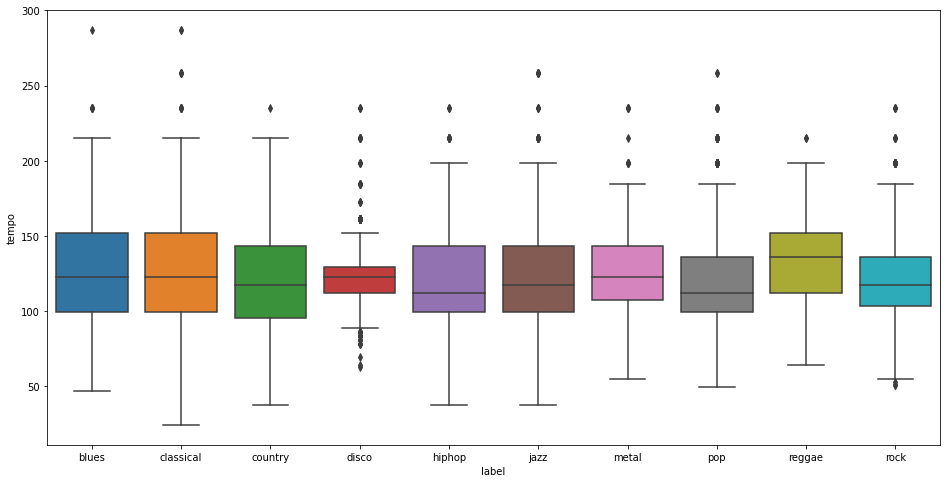 300
250
200
150
100
50
tempo
blues classical country disco hiphop jazz metal pop reggae rock
label